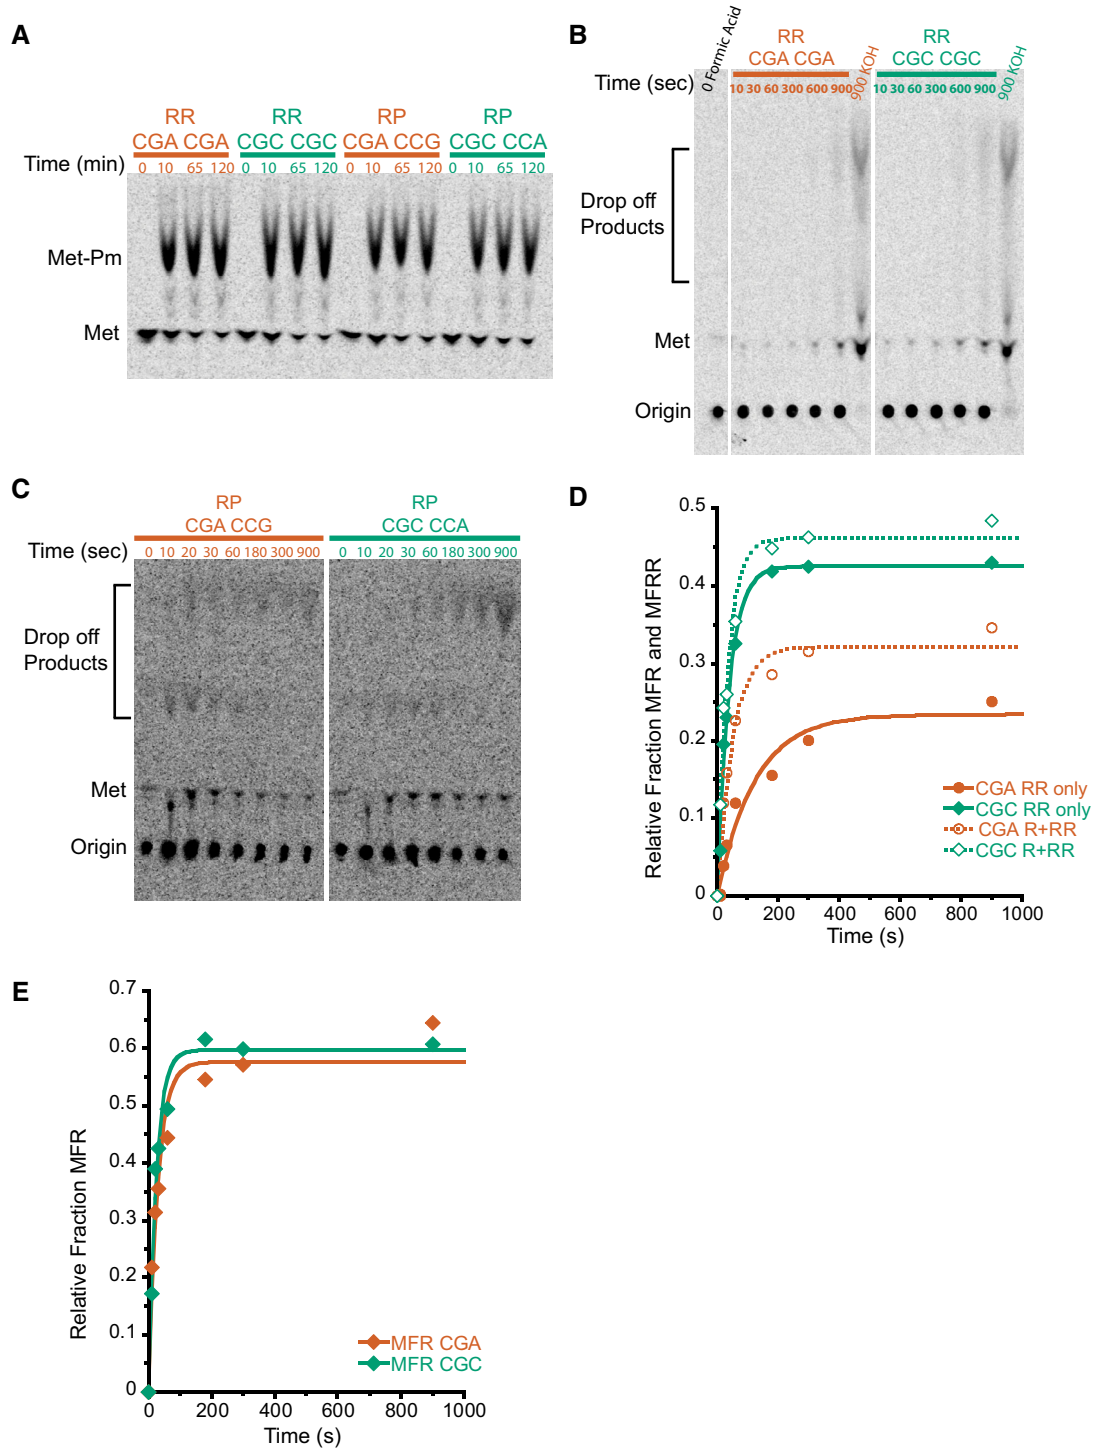 A
RR RR RP RP
CGA CGA CGC CGC CGA CCG CGC CCA
Time (min) 0 10 65 120 0 10 65 120 0 10 65 120 0 10 65 120
Met-Pm
Met
B
0 Formic Acid
RR RR
CGA CGA CGC CGC
Time (sec) 10 30 60 300 600 900 900 KOH 10 30 60 300 600 900 900 KOH
Drop off
Products
Met
Origin
C
RP RP
CGA CCG CGC CCA
Time (sec) 0 10 20 30 60 180 300 900 0 10 20 30 60 180 300 900
Drop off
Products
Met
Origin
D
Relative Fraction MFR and MFRR
0.5
0.4
0.3
0.2
0.1
0
0 200 400 600 800 1000
Time (s)
CGA RR only
CGC RR only
CGA R+RR
CGC R+RR
E
Relative Fraction MFR
0.7
0.6
0.5
0.4
0.3
0.2
0.1
0
0 200 400 600 800 1000
Time (s)
MFR CGA
MFR CGC